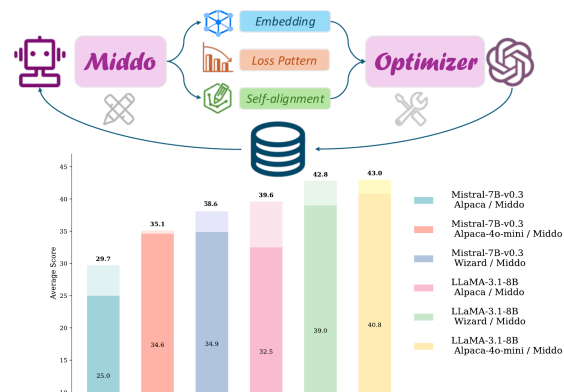 Middo
Embedding
Loss Pattern
Self-alignment
Optimizer
Average Score
45
40
35
30
25
20
15
10
29.7
35.1
38.6
39.6
42.8
43.0
25.0
34.6
34.9
32.5
39.0
40.8
Mistral-7B-v0.3
Alpaca / Middo
Mistral-7B-v0.3
Alpaca-4o-mini / Middo
Mistral-7B-v0.3
Wizard / Middo
LLaMA-3.1-8B
Alpaca / Middo
LLaMA-3.1-8B
Wizard / Middo
LLaMA-3.1-8B
Alpaca-4o-mini / Middo